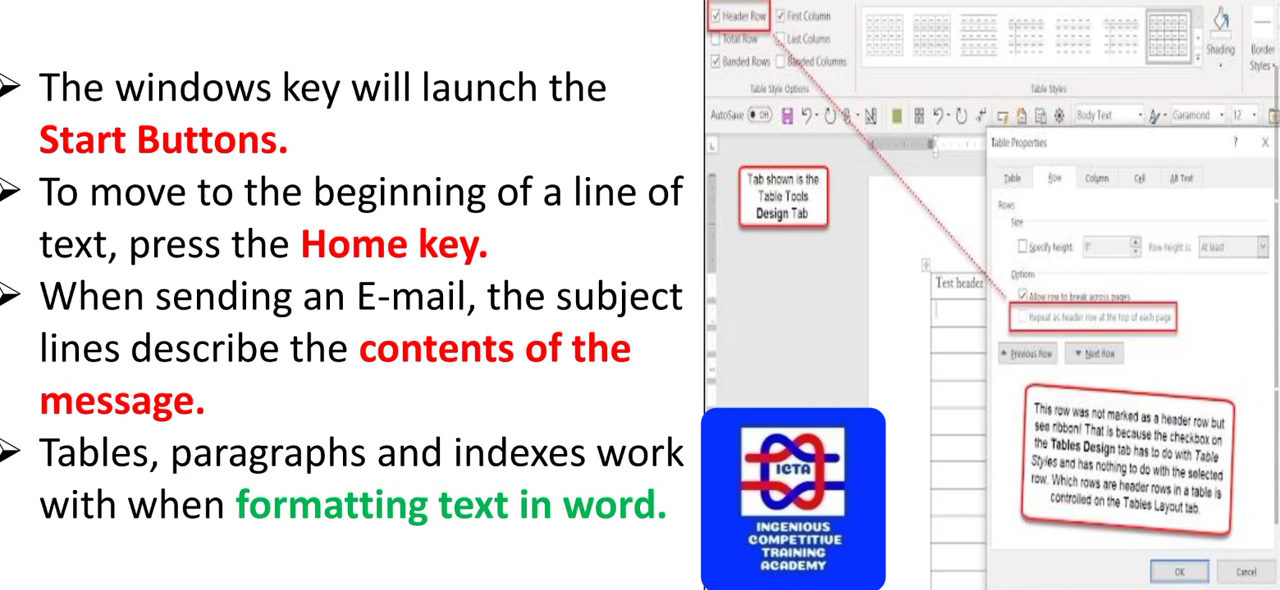 The windows key will launch the
Start Buttons.
To move to the beginning of a line of
text, press the Home key.
When sending an E-mail, the subject
lines describe the contents of the
message.
Tables, paragraphs and indexes work
with when formatting text in word.
Header Row
First Column
Total Row
Last Column
Banded Rows
Banded Columns
Table Style Options
Table Styles
Shading
Border
Styles
AutoSave
Off
Body Text
Garamond
12
Tab shown is the
Table Tools
Design Tab
Test header
Table Properties
?
X
Table
Row
Column
Cell
Alt Text
Rows
Size
Specify height:
0"
Row height is:
At least
Options
Allow row to break across pages
Repeat as header row at the top of each page
Previous Row
Next Row
This row was not marked as a header row but
see ribbon! That is because the checkbox on
the Tables Design tab has to do with Table
Styles and has nothing to do with the selected
row. Which rows are header rows in a table is
controlled on the Tables Layout tab.
OK
Cancel
ICTA
INGENIOUS
COMPETITIUE
TRAINING
ACADEMY